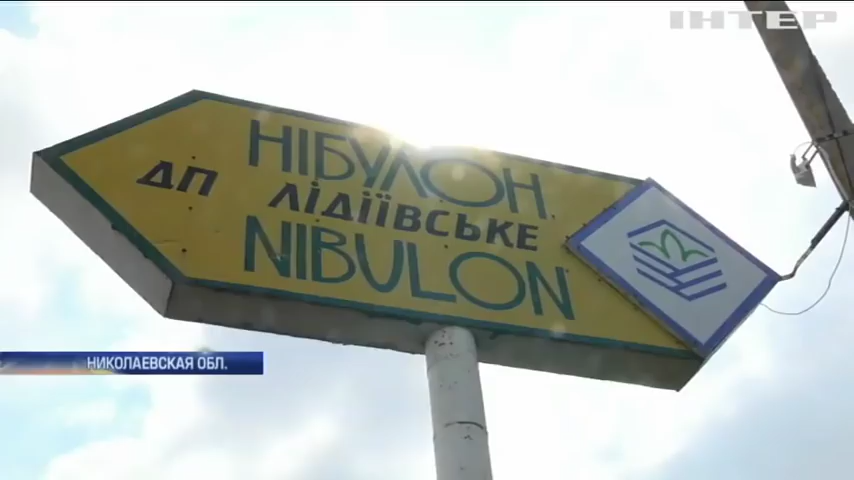 ІНТЕР
НІБУЛОН
ДП ЛІДІЇВСЬКЕ
NIBULON
НИКОЛАЕВСКАЯ ОБЛ.